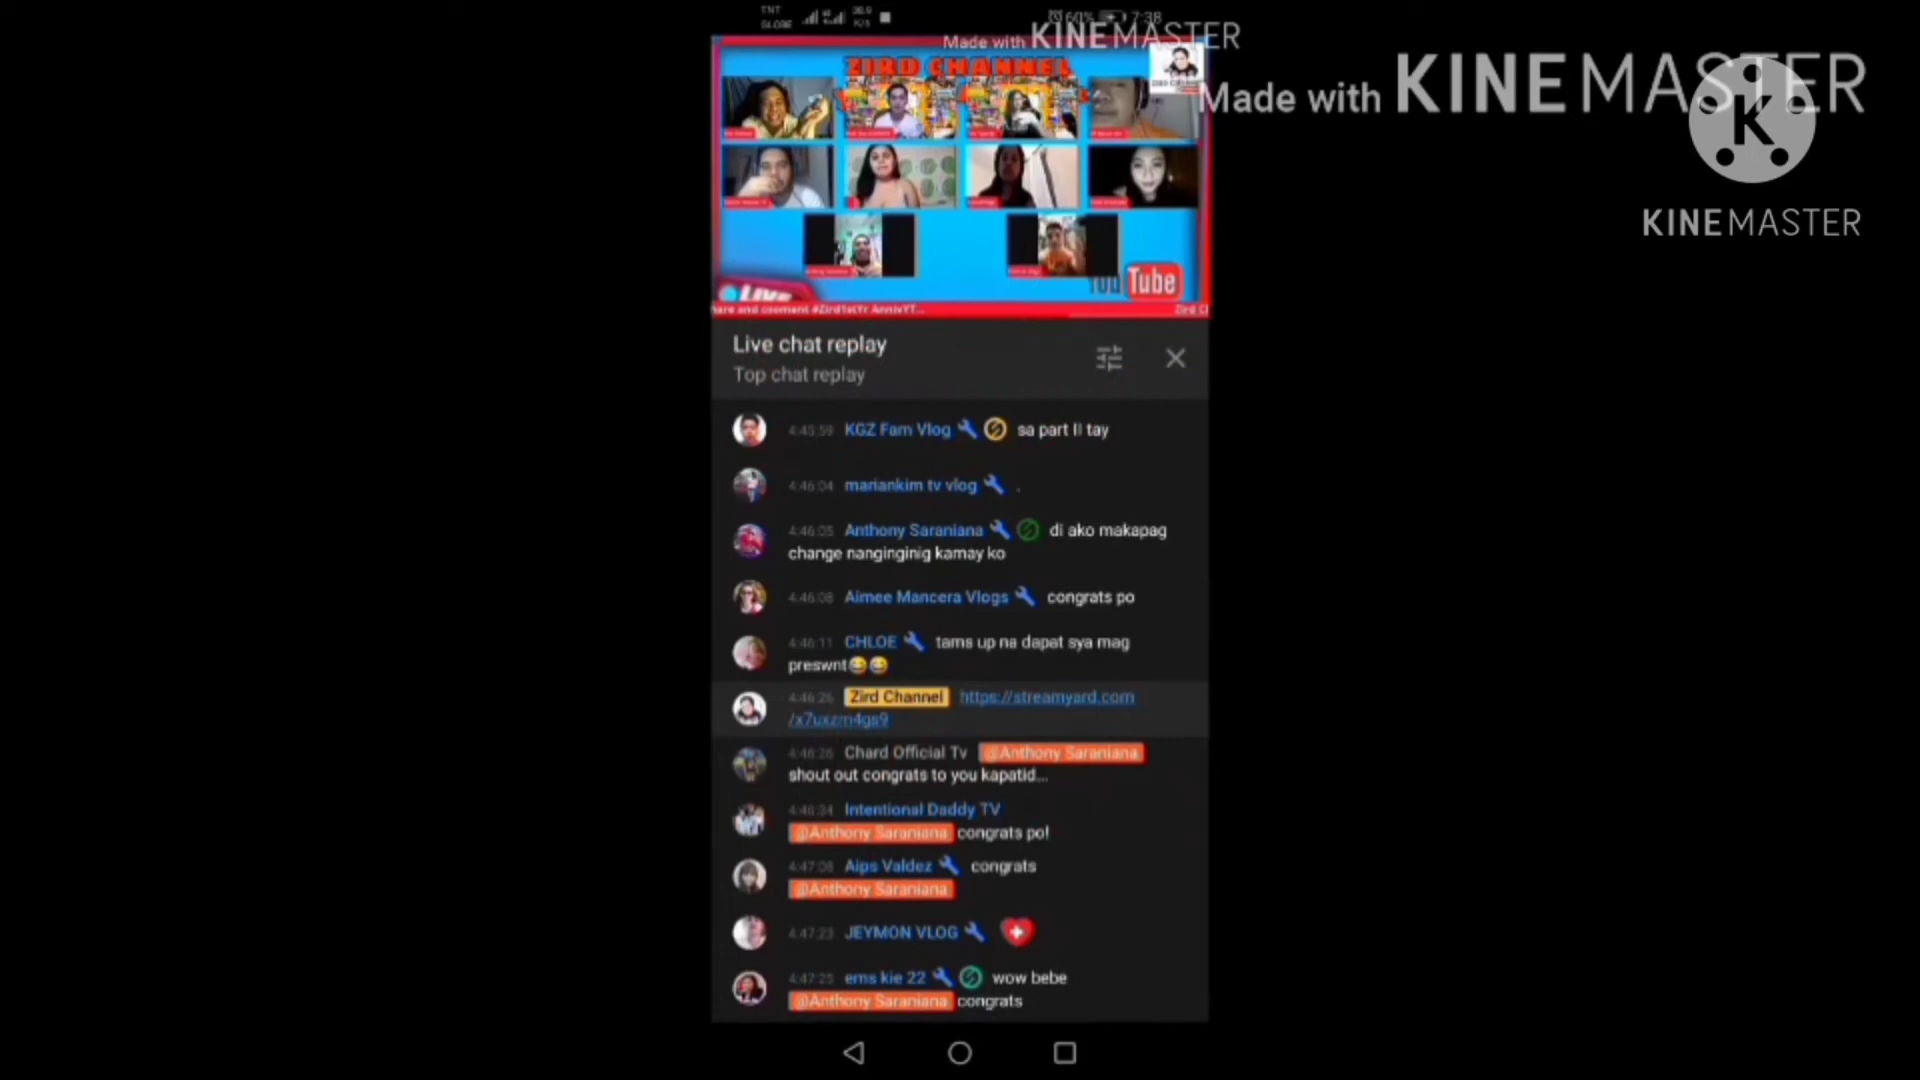 TNT
GLOBE
60% 7:38
Made with KINEMASTER
Made with KINEMASTER
K
KINEMASTER
ZIRD CHANNEL
LIVE
You Tube
hare and comment #Zird1stYr AnnivYT...
Live chat replay
Top chat replay
4:45:59 KGZ Fam Vlog sa part II tay
4:46:04 mariankim tv vlog .
4:46:05 Anthony Saraniana di ako makapag
change nanginginig kamay ko
4:46:08 Aimee Mancera Vlogs congrats po
4:46:11 CHLOE tams up na dapat sya mag
preswnt😂😂
4:46:26 Zird Channel https://streamyard.com
/x7uxzm4gs9
4:46:26 Chard Official Tv @Anthony Saraniana
shout out congrats to you kapatid...
4:46:34 Intentional Daddy TV
@Anthony Saraniana congrats po!
4:47:08 Aips Valdez congrats
@Anthony Saraniana
4:47:23 JEYMON VLOG
4:47:25 ems kie 22 wow bebe
@Anthony Saraniana congrats